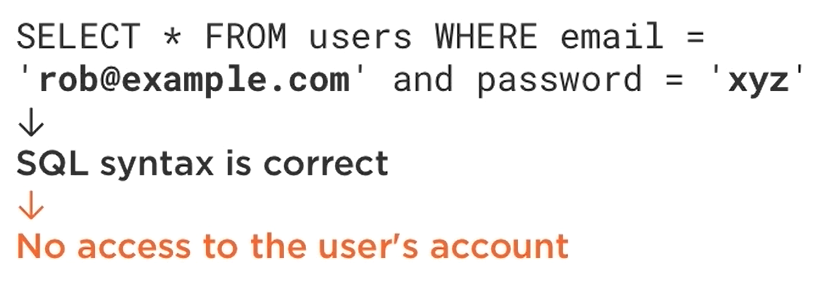 SELECT * FROM users WHERE email =
'rob@example.com' and password = 'xyz'
↓
SQL syntax is correct
↓
No access to the user's account